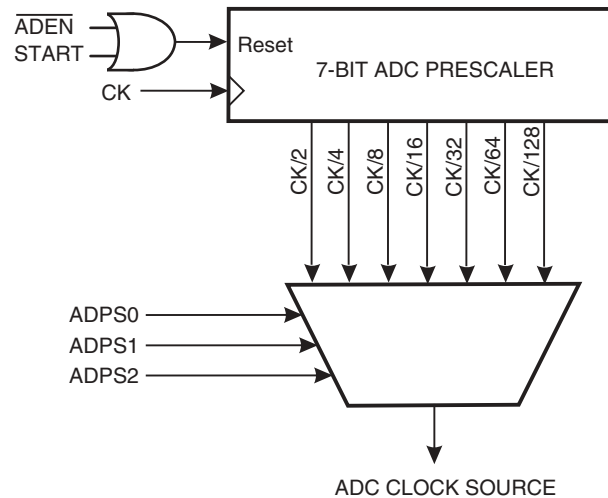 ADEN
START
CK
Reset
7-BIT ADC PRESCALER
CK/2
CK/4
CK/8
CK/16
CK/32
CK/64
CK/128
ADPS0
ADPS1
ADPS2
ADC CLOCK SOURCE